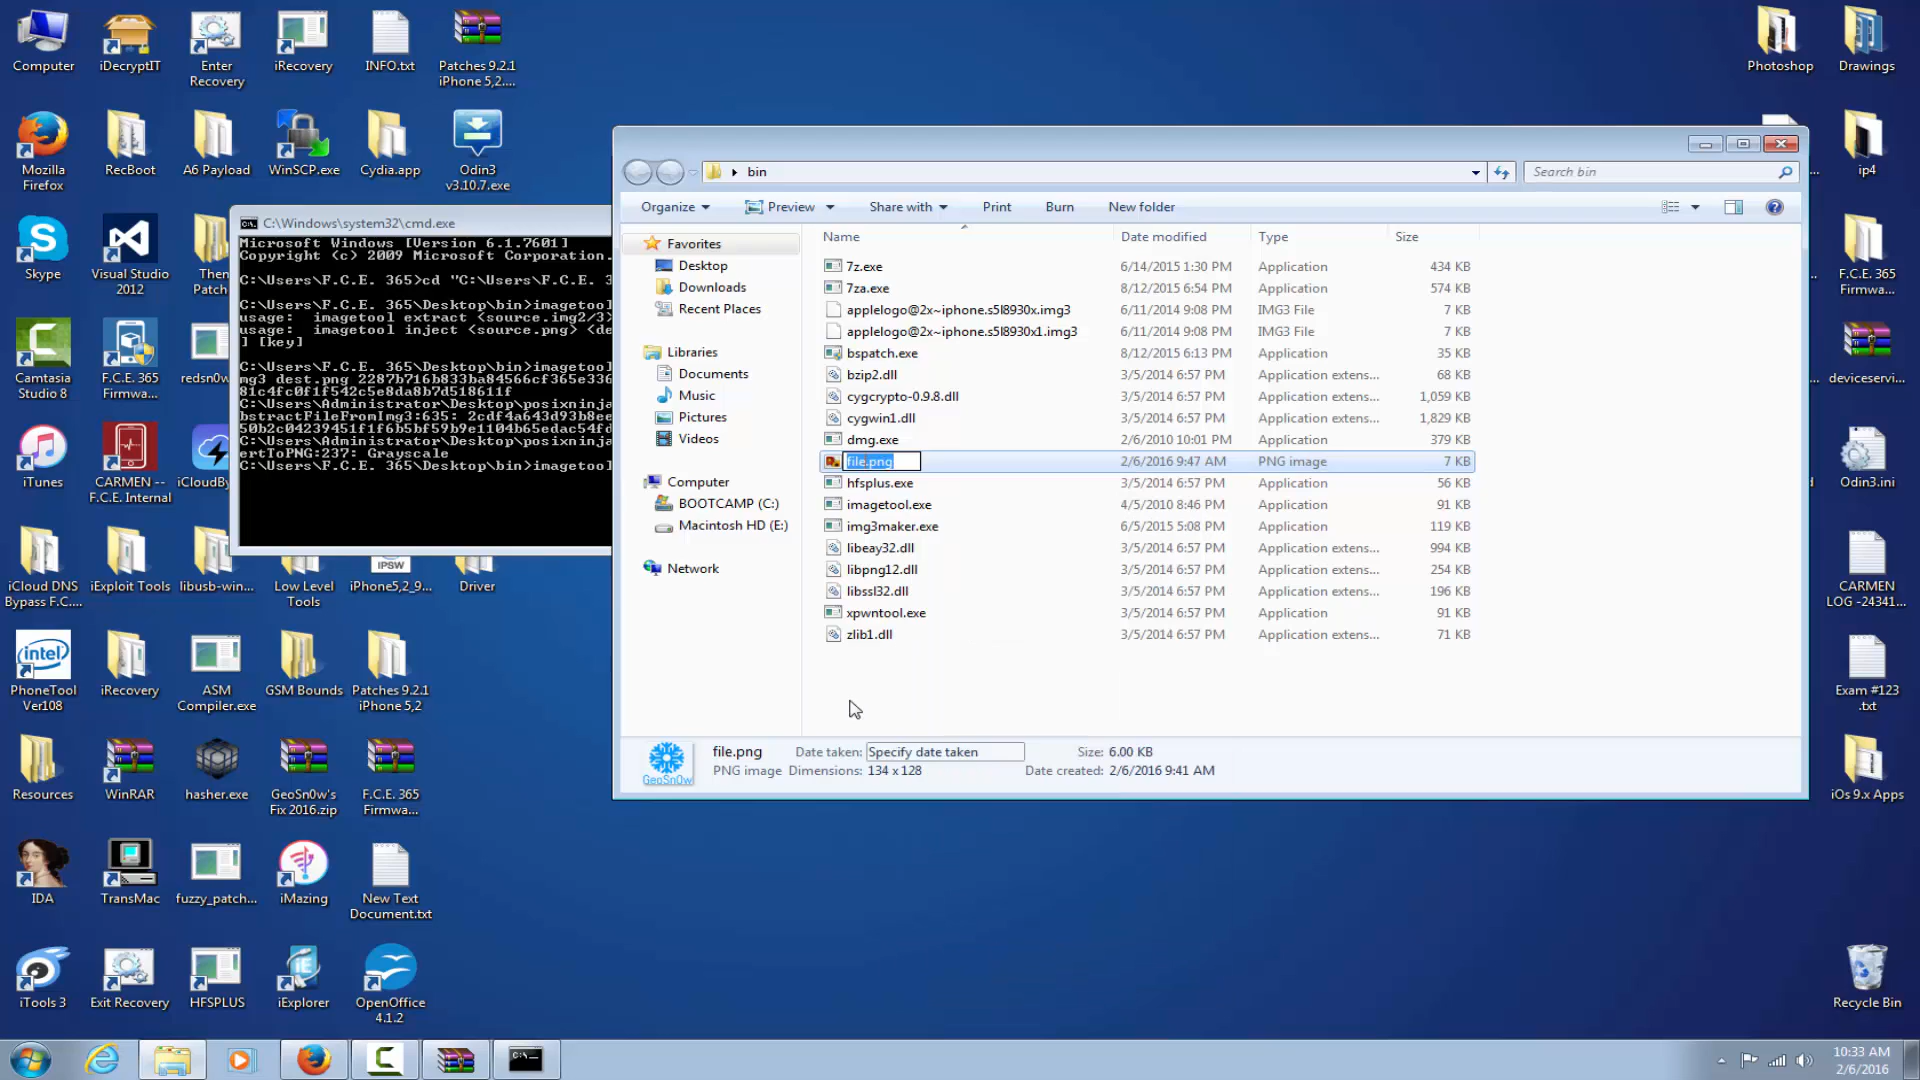 Computer
iDecryptIT
Enter
Recovery
iRecovery
INFO.txt
Patches 9.2.1
iPhone 5,2....
Photoshop
Drawings
Mozilla
Firefox
RecBoot
A6 Payload
WinSCP.exe
Cydia.app
Odin3
v3.10.7.exe
ip4
Skype
Visual Studio
2012
Then
Patch
F.C.E. 365
Firmwa...
Camtasia
Studio 8
F.C.E. 365
Firmwa...
redsn0w
deviceservi...
iTunes
CARMEN --
F.C.E. Internal
iCloudBy
Odin3.ini
iCloud DNS
Bypass F.C....
iExploit Tools
libusb-win...
Low Level
Tools
IPSW
iPhone5,2_9...
Driver
CARMEN
LOG -24341...
PhoneTool
Ver108
iRecovery
ASM
Compiler.exe
GSM Bounds
Patches 9.2.1
iPhone 5,2
Exam #123
.txt
Resources
WinRAR
hasher.exe
GeoSn0w's
Fix 2016.zip
F.C.E. 365
Firmwa...
iOs 9.x Apps
IDA
TransMac
fuzzy_patch...
iMazing
New Text
Document.txt
iTools 3
Exit Recovery
HFSPLUS
iExplorer
OpenOffice
4.1.2
Recycle Bin
C:\Windows\system32\cmd.exe
Microsoft Windows [Version 6.1.7601]
Copyright (c) 2009 Microsoft Corporation.
C:\Users\F.C.E. 365>cd "C:\Users\F.C.E. 3
C:\Users\F.C.E. 365\Desktop\bin>imagetool
usage:  imagetool extract <source.img2/3>
usage:  imagetool inject <source.png> <de
] [key]
C:\Users\F.C.E. 365\Desktop\bin>imagetool
mg3 dest.png 2287b716b833ba84566cf365e336
81c4fc0f1f542c5e8da8b7d518611f
C:\Users\Administrator\Desktop\posixninja
bstractFileFromImg3:635: 2cdf4a643d93b8ee
50b2c04239451f1f6b5bf59b9e1104b65edac54fd
C:\Users\Administrator\Desktop\posixninja
ertToPNG:237: Grayscale
C:\Users\F.C.E. 365\Desktop\bin>imagetool
bin
Search bin
Organize
Preview
Share with
Print
Burn
New folder
Favorites
Desktop
Downloads
Recent Places
Libraries
Documents
Music
Pictures
Videos
Computer
BOOTCAMP (C:)
Macintosh HD (E:)
Network
Name Date modified Type Size
7z.exe 6/14/2015 1:30 PM Application 434 KB
7za.exe 8/12/2015 6:54 PM Application 574 KB
applelogo@2x~iphone.s5l8930x.img3 6/11/2014 9:08 PM IMG3 File 7 KB
applelogo@2x~iphone.s5l8930x1.img3 6/11/2014 9:08 PM IMG3 File 7 KB
bspatch.exe 8/12/2015 6:13 PM Application 35 KB
bzip2.dll 3/5/2014 6:57 PM Application extens... 68 KB
cygcrypto-0.9.8.dll 3/5/2014 6:57 PM Application extens... 1,059 KB
cygwin1.dll 3/5/2014 6:57 PM Application extens... 1,829 KB
dmg.exe 2/6/2010 10:01 PM Application 379 KB
file.png 2/6/2016 9:47 AM PNG image 7 KB
hfsplus.exe 3/5/2014 6:57 PM Application 56 KB
imagetool.exe 4/5/2010 8:46 PM Application 91 KB
img3maker.exe 6/5/2015 5:08 PM Application 119 KB
libeay32.dll 3/5/2014 6:57 PM Application extens... 994 KB
libpng12.dll 3/5/2014 6:57 PM Application extens... 254 KB
libssl32.dll 3/5/2014 6:57 PM Application extens... 196 KB
xpwntool.exe 3/5/2014 6:57 PM Application 91 KB
zlib1.dll 3/5/2014 6:57 PM Application extens... 71 KB
GeoSn0w
file.png Date taken: Specify date taken Size: 6.00 KB
PNG image Dimensions: 134 x 128 Date created: 2/6/2016 9:41 AM
intel
10:33 AM
2/6/2016